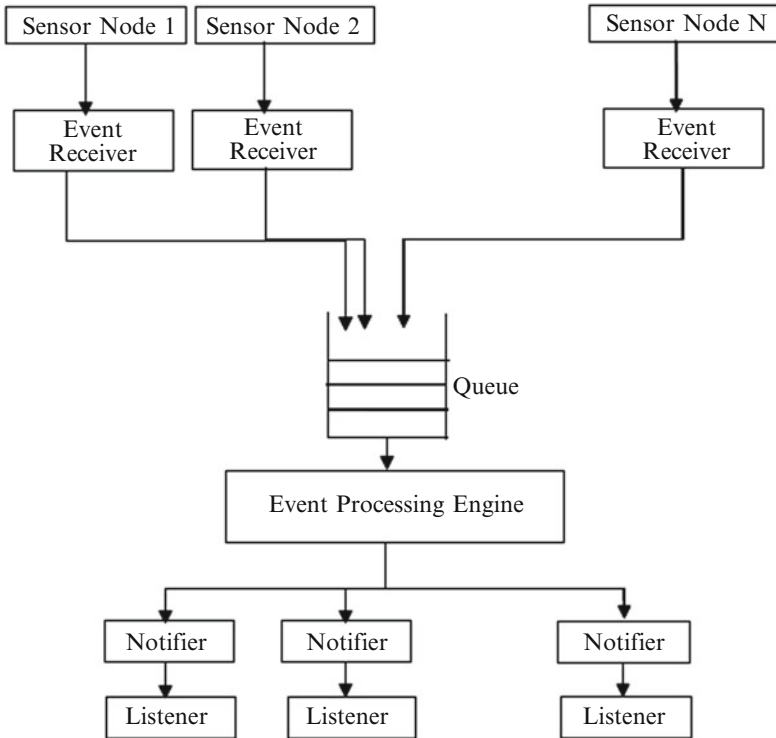 Sensor Node 1
Sensor Node 2
Sensor Node N
Event
Receiver
Event
Receiver
Event
Receiver
Queue
Event Processing Engine
Notifier
Notifier
Notifier
Listener
Listener
Listener